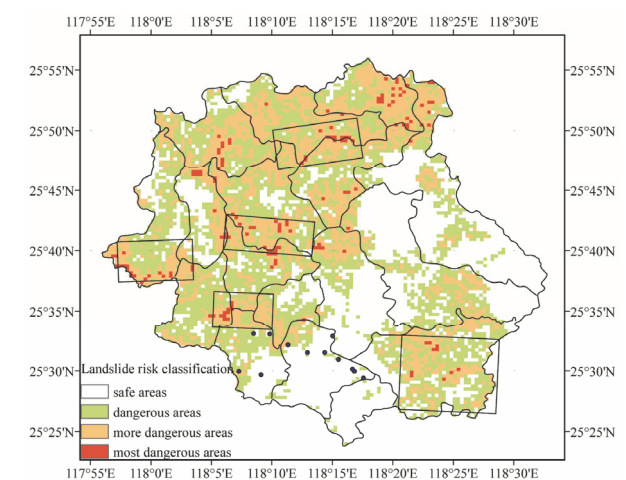 117°55'E 118°0'E 118°5'E 118°10'E 118°15'E 118°20'E 118°25'E 118°30'E
25°55'N 25°55'N
25°50'N 25°50'N
25°45'N 25°45'N
25°40'N 25°40'N
25°35'N 25°35'N
Landslide risk classification
25°30'N 25°30'N
safe areas
dangerous areas
25°25'N more dangerous areas 25°25'N
most dangerous areas
117°55'E 118°0'E 118°5'E 118°10'E 118°15'E 118°20'E 118°25'E 118°30'E